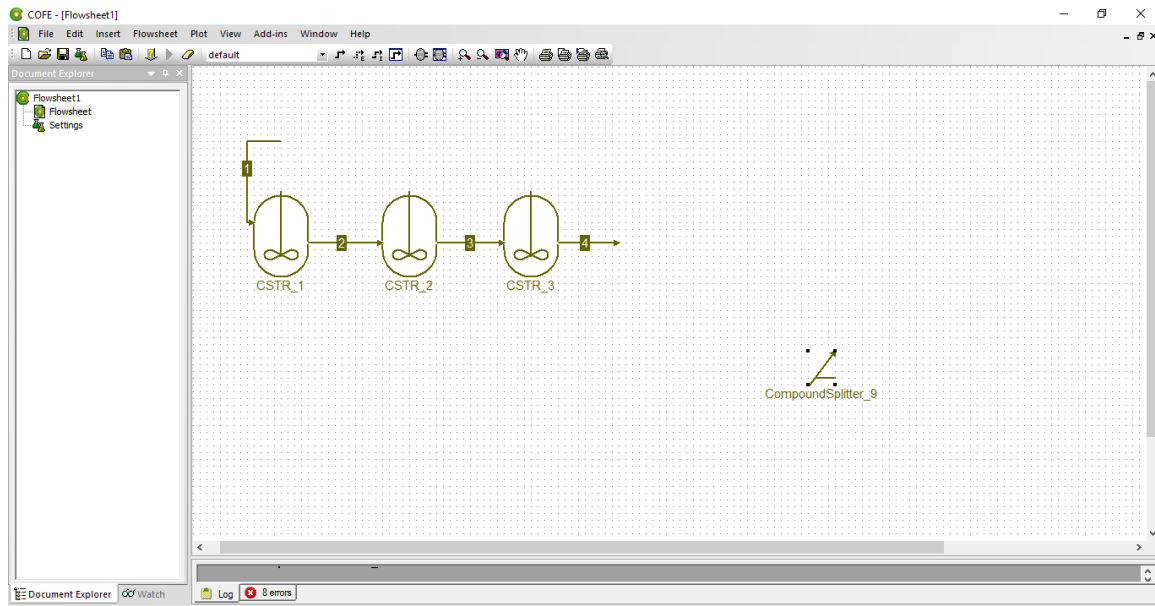 COFE - [Flowsheet1]
File Edit Insert Flowsheet Plot View Add-ins Window Help
default
Document Explorer
Flowsheet1
Flowsheet
Settings
1
2
3
4
CSTR_1
CSTR_2
CSTR_3
CompoundSplitter_9
Document Explorer
Watch
Log
8 errors